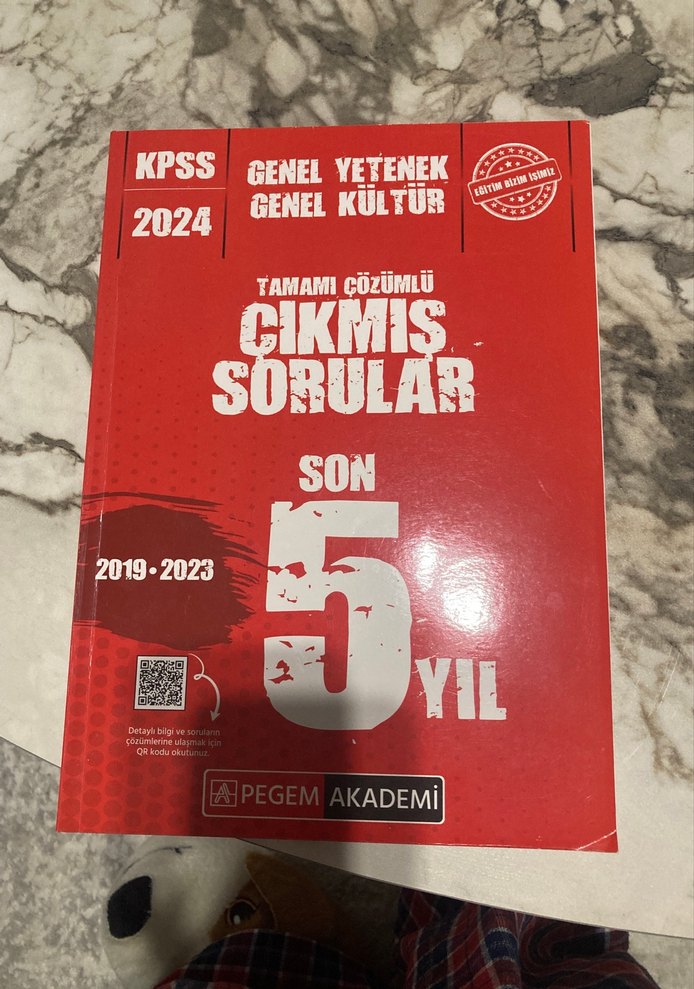 KPSS
2024
GENEL YETENEK
GENEL KÜLTÜR
EĞİTİM BİZİM İŞİMİZ
TAMAMI ÇÖZÜMLÜ
ÇIKMIŞ
SORULAR
SON
5
YIL
2019•2023
Detaylı bilgi ve soruların
çözümlerine ulaşmak için
QR kodu okutunuz.
PEGEM AKADEMİ